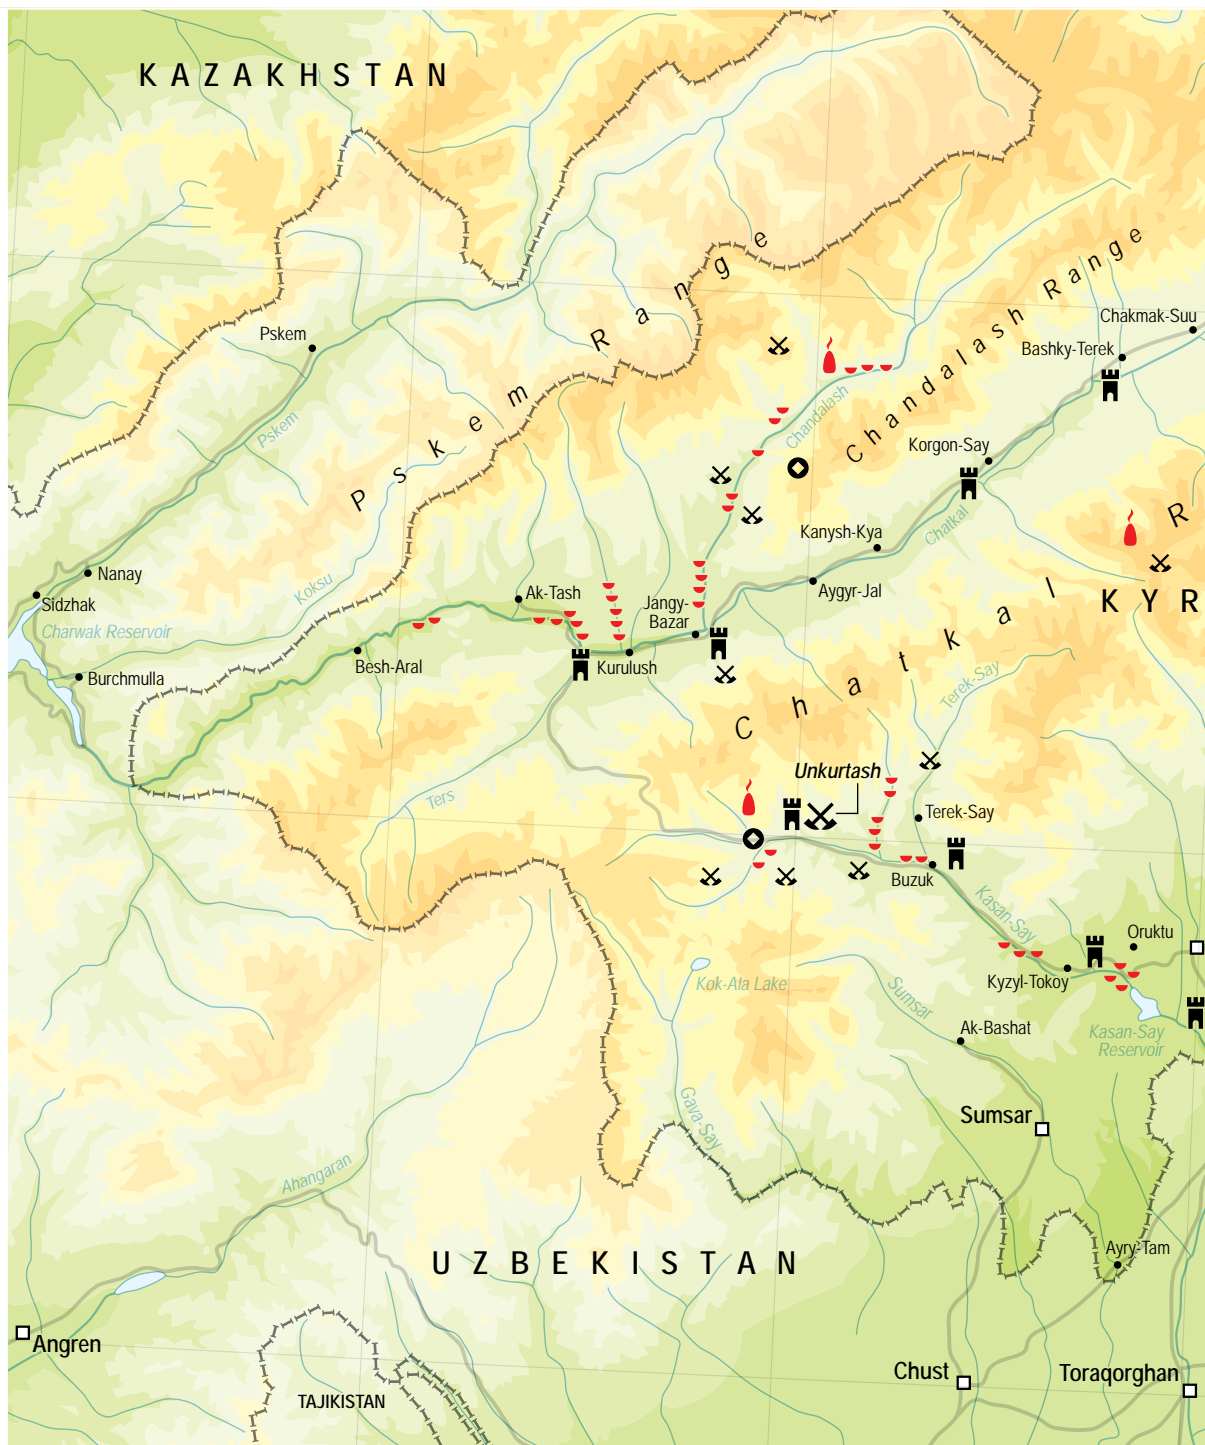 KAZAKHSTAN
Pskem Range
Chandalash Range
Chakmak-Suu
Bashky-Terek
Pskem
Pskem
Chandalash
Korgon-Say
Chatkal
Kanysh-Kya
Aygyr-Jal
Chatkal R
KYR
Nanay
Sidzhak
Charwak Reservoir
Burchmulla
Koksu
Ak-Tash
Besh-Aral
Kurulush
Jangy-
Bazar
Terek-Say
Unkurtash
Ters
Terek-Say
Buzuk
Kasan-Say
Oruktu
Kyzyl-Tokoy
Kok-Ala Lake
Sumsar
Ak-Bashat
Kasan-Say
Reservoir
Gava-Say
Sumsar
Ahangaran
UZBEKISTAN
Ayry-Tam
Angren
TAJIKISTAN
Chust
Toraqorghan